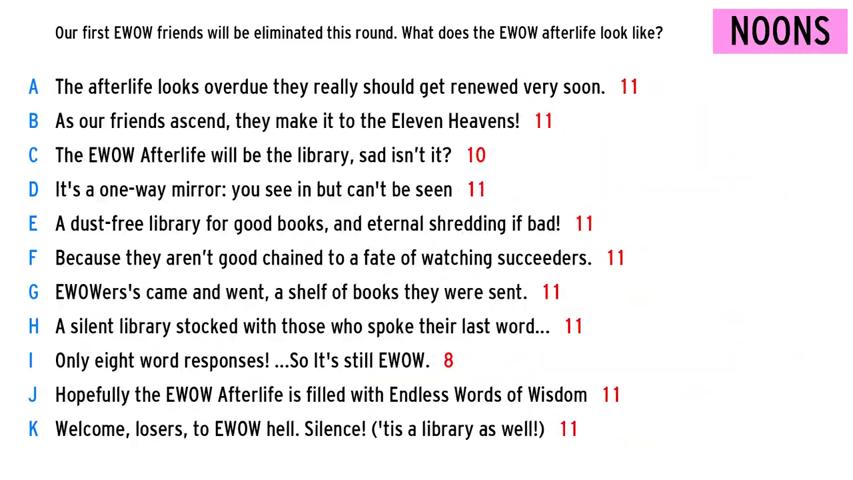 Our first EWOW friends will be eliminated this round. What does the EWOW afterlife look like?
NOONS
A The afterlife looks overdue they really should get renewed very soon. 11
B As our friends ascend, they make it to the Eleven Heavens! 11
C The EWOW Afterlife will be the library, sad isn’t it? 10
D It's a one-way mirror: you see in but can't be seen 11
E A dust-free library for good books, and eternal shredding if bad! 11
F Because they aren’t good chained to a fate of watching succeeders. 11
G EWOWers's came and went, a shelf of books they were sent. 11
H A silent library stocked with those who spoke their last word... 11
I Only eight word responses! ...So It's still EWOW. 8
J Hopefully the EWOW Afterlife is filled with Endless Words of Wisdom 11
K Welcome, losers, to EWOW hell. Silence! ('tis a library as well!) 11